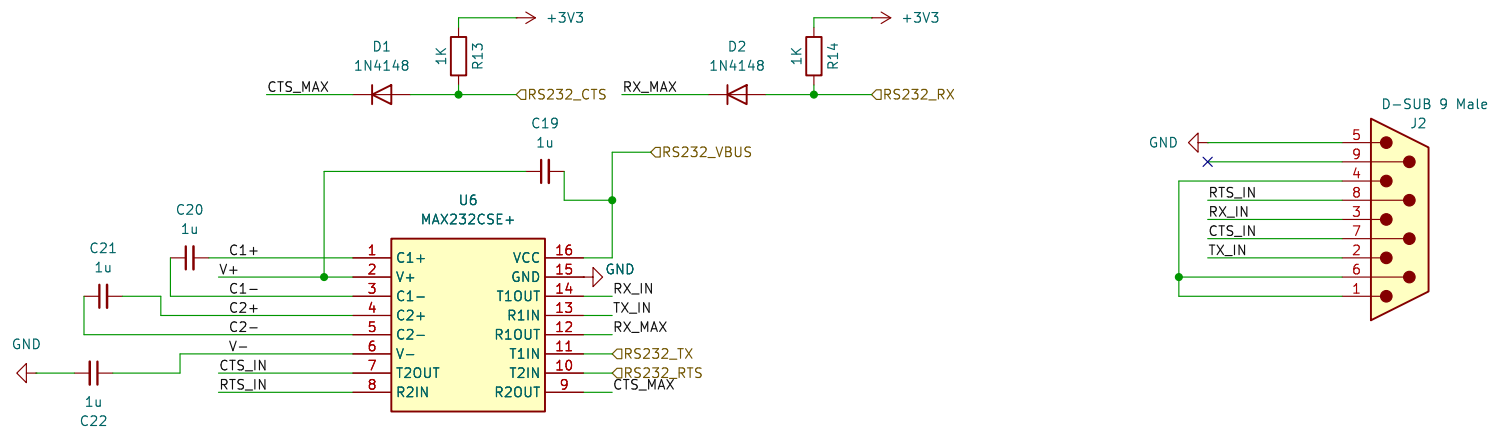 +3V3
D1
1N4148
1K
R13
CTS_MAX
RS232_CTS
+3V3
D2
1N4148
1K
R14
RX_MAX
RS232_RX
C19
1u
RS232_VBUS
U6
MAX232CSE+
C20
1u
C21
1u
C1+
V+
C1-
C2+
C2-
V-
CTS_IN
RTS_IN
GND
1u
C22
1 C1+
2 V+
3 C1-
4 C2+
5 C2-
6 V-
7 T2OUT
8 R2IN
VCC 16
GND 15
T1OUT 14
R1IN 13
R1OUT 12
T1IN 11
T2IN 10
R2OUT 9
GND
RX_IN
TX_IN
RX_MAX
RS232_TX
RS232_RTS
CTS_MAX
D-SUB 9 Male
J2
GND
RTS_IN
RX_IN
CTS_IN
TX_IN
5
9
4
8
3
7
2
6
1